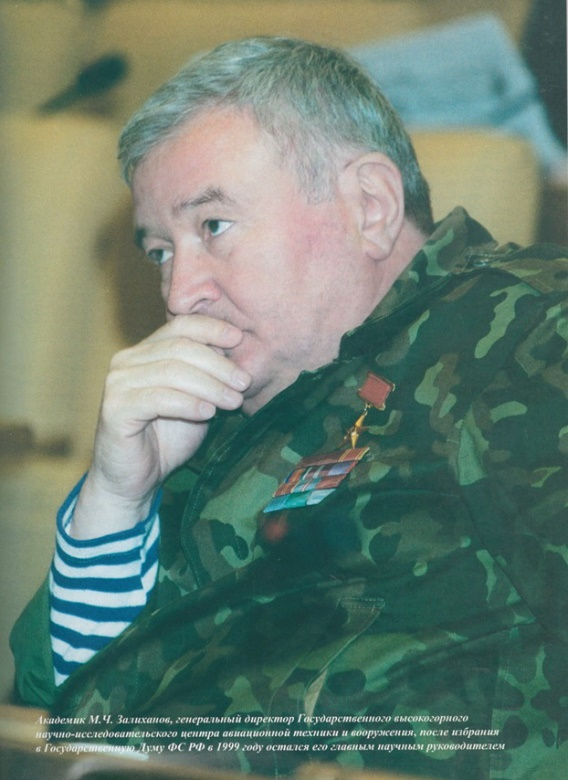 Академик М.Ч. Залиханов, генеральный директор Государственного высокогорного
научно-исследовательского центра авиационной техники и вооружения, после избрания
в Государственную Думу ФС РФ в 1999 году остался его главным научным руководителем